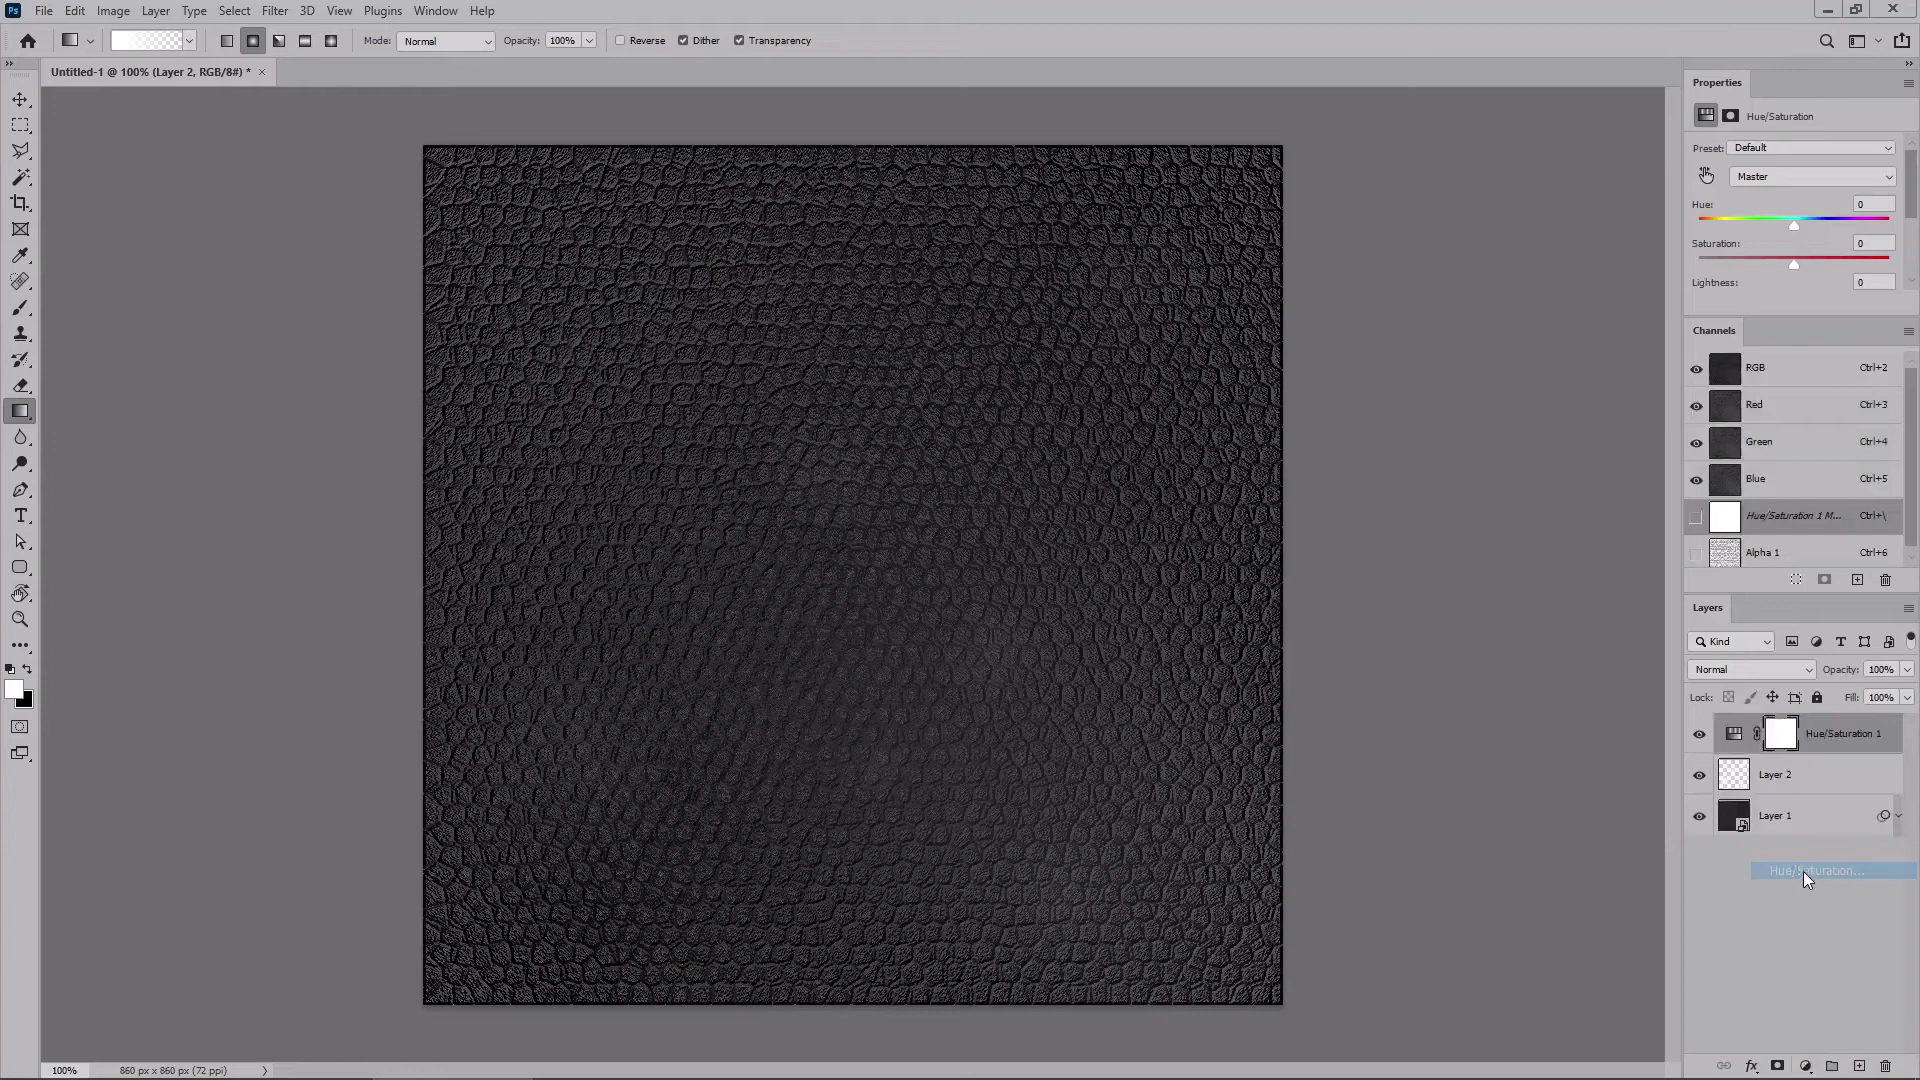 Ps File Edit Image Layer Type Select Filter 3D View Plugins Window Help
Mode: Normal Opacity: 100% Reverse Dither Transparency
Untitled-1 @ 100% (Layer 2, RGB/8#) *
Properties
Hue/Saturation
Preset: Default
Master
Hue: 0
Saturation: 0
Lightness: 0
Channels
RGB Ctrl+2
Red Ctrl+3
Green Ctrl+4
Blue Ctrl+5
Hue/Saturation 1 M... Ctrl+\
Alpha 1 Ctrl+6
Layers
Kind
Normal Opacity: 100%
Lock: Fill: 100%
Hue/Saturation 1
Layer 2
Layer 1
Hue/Saturation...
100% 860 px x 860 px (72 ppi)